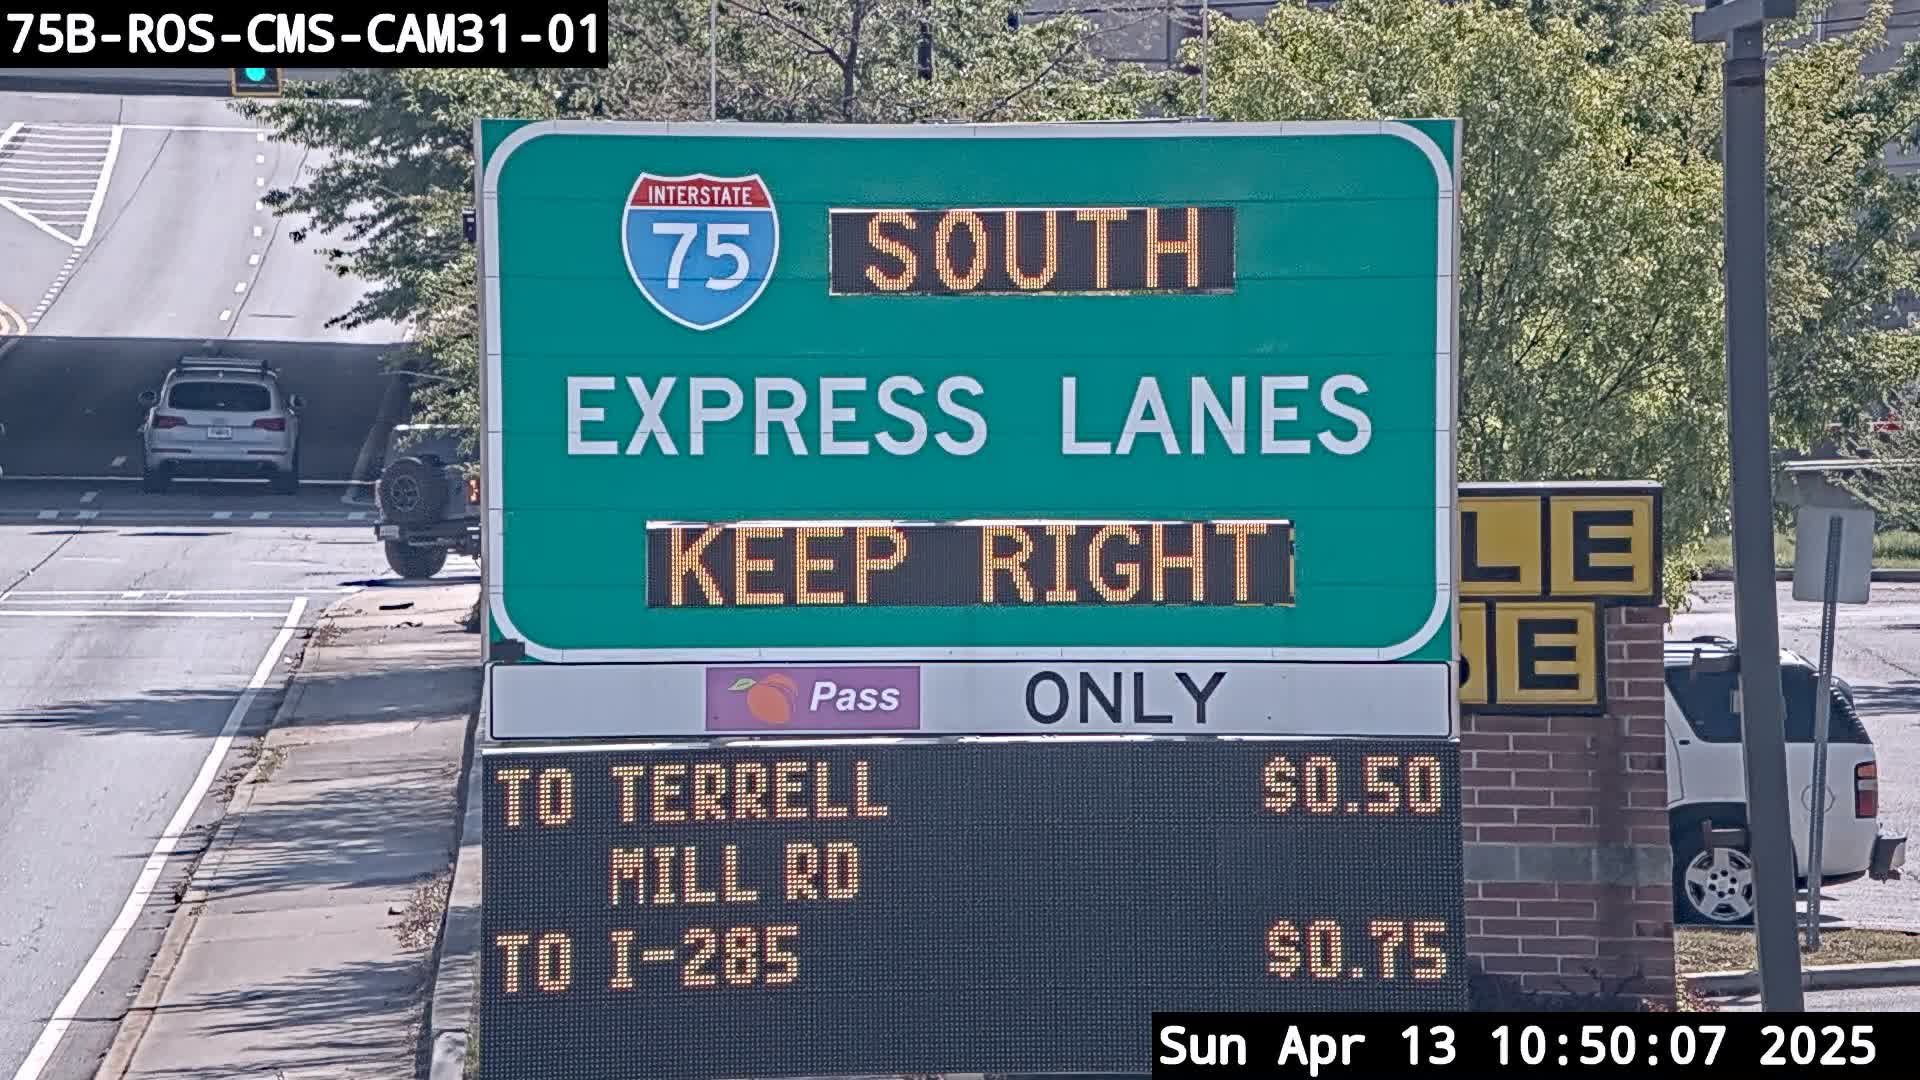 75B-ROS-CMS-CAM31-01
INTERSTATE
75
SOUTH
EXPRESS LANES
KEEP RIGHT
Pass ONLY
TO TERRELL $0.50
MILL RD
TO I-285 $0.75
LE
E
Sun Apr 13 10:50:07 2025